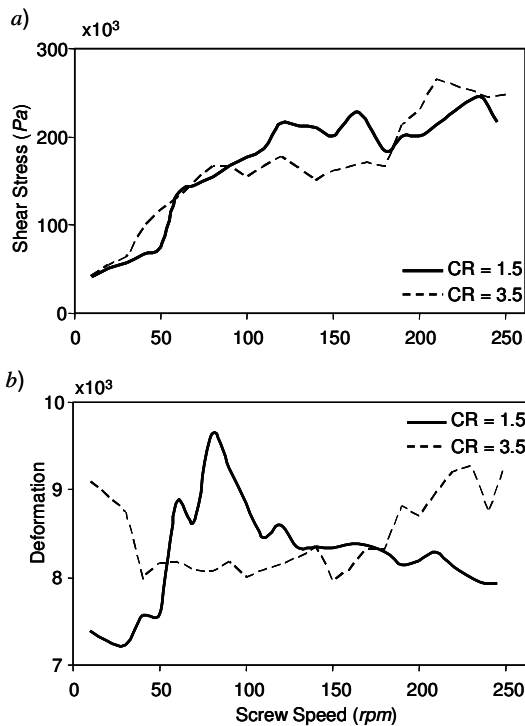 a)
x10³
300
200
100
0
Shear Stress (Pa)
CR = 1.5
CR = 3.5
0 50 100 150 200 250
b)
x10³
10
9
8
7
Deformation
CR = 1.5
CR = 3.5
0 50 100 150 200 250
Screw Speed (rpm)